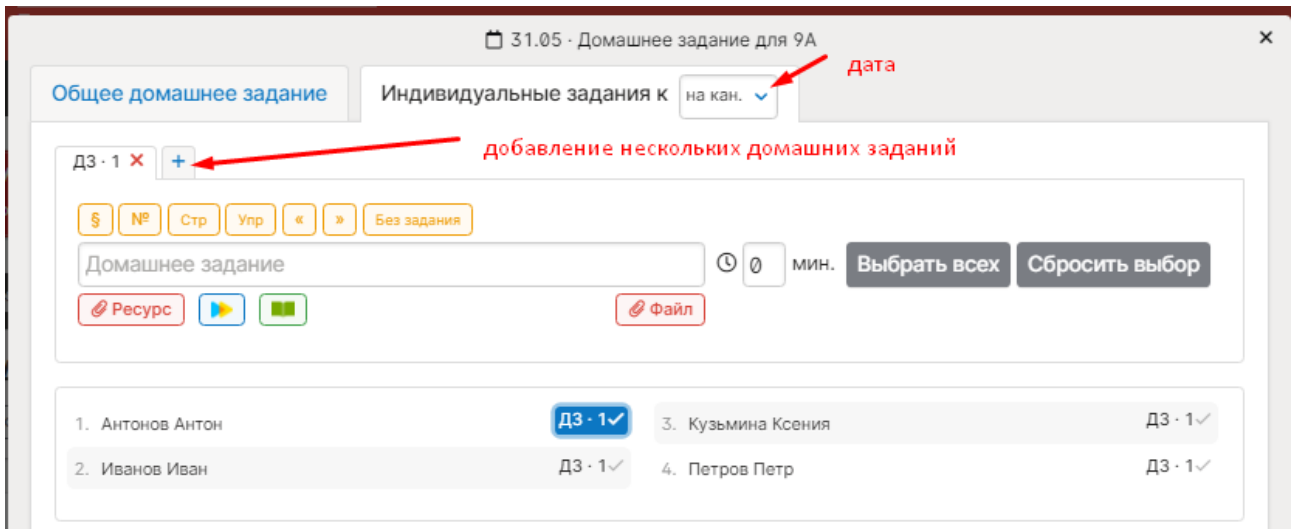 31.05 · Домашнее задание для 9А ×
дата
Общее домашнее задание Индивидуальные задания к на кан.
ДЗ · 1 × + добавление нескольких домашних заданий
§ № Стр Упр « » Без задания
Домашнее задание 0 мин. Выбрать всех Сбросить выбор
Ресурс Файл
1. Антонов Антон ДЗ · 1✓ 3. Кузьмина Ксения ДЗ · 1✓
2. Иванов Иван ДЗ · 1✓ 4. Петров Петр ДЗ · 1✓